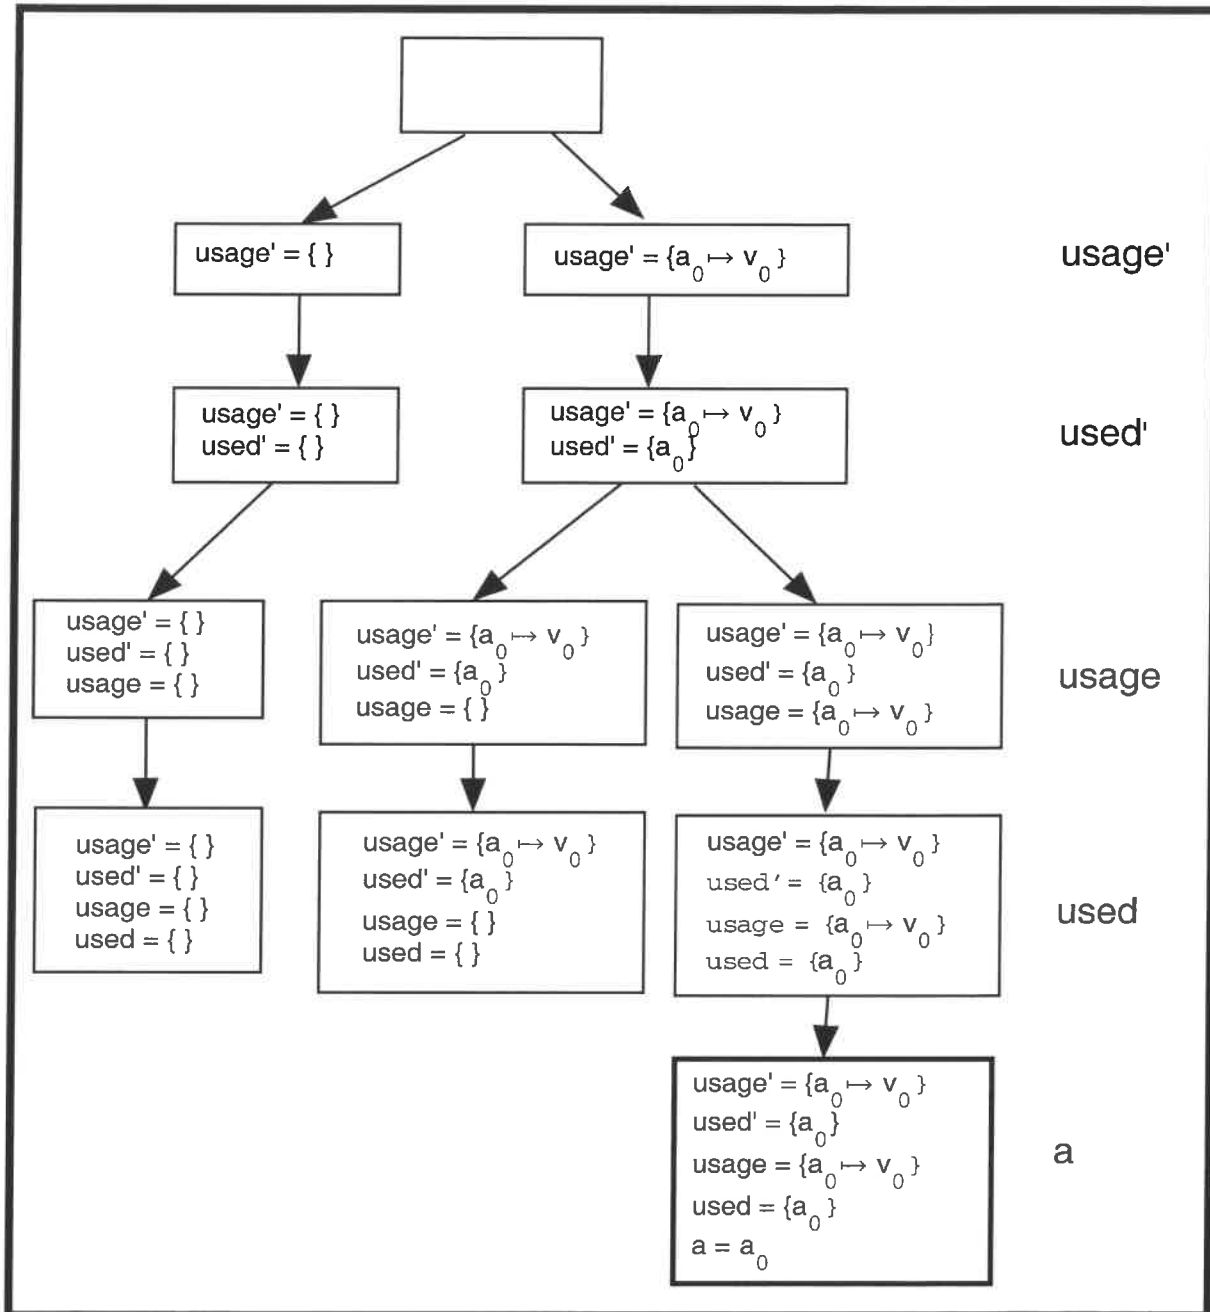 usage' = { }
usage' = {a₀ ↦ v₀ }
usage'
usage' = { }
used' = { }
usage' = {a₀ ↦ v₀ }
used' = {a₀}
used'
usage' = { }
used' = { }
usage = { }
usage' = {a₀ ↦ v₀ }
used' = {a₀ }
usage = { }
usage' = {a₀ ↦ v₀ }
used' = {a₀ }
usage = {a₀ ↦ v₀ }
usage
usage' = { }
used' = { }
usage = { }
used = { }
usage' = {a₀ ↦ v₀ }
used' = {a₀ }
usage = { }
used = { }
usage' = {a₀ ↦ v₀ }
used' = {a₀ }
usage = {a₀ ↦ v₀ }
used = {a₀ }
used
usage' = {a₀ ↦ v₀ }
used' = {a₀ }
usage = {a₀ ↦ v₀ }
used = {a₀ }
a = a₀
a